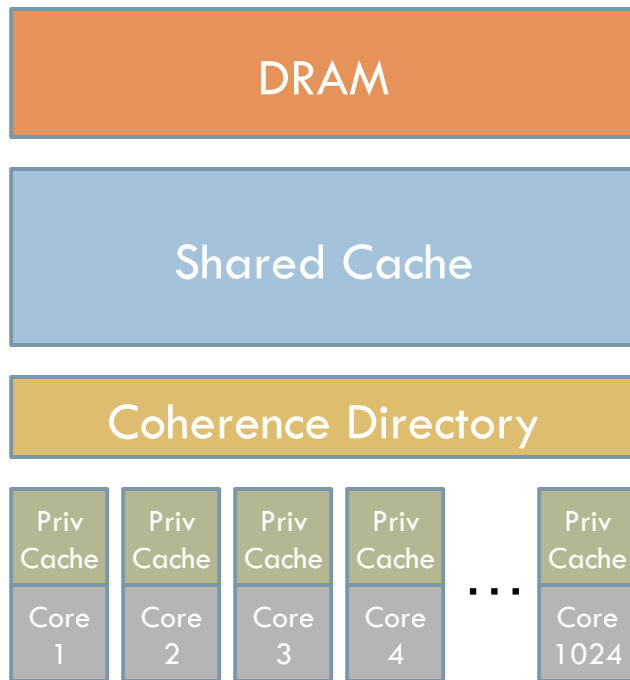 DRAM
Shared Cache
Coherence Directory
Priv
Cache
Priv
Cache
Priv
Cache
Priv
Cache
...
Priv
Cache
Core
1
Core
2
Core
3
Core
4
Core
1024